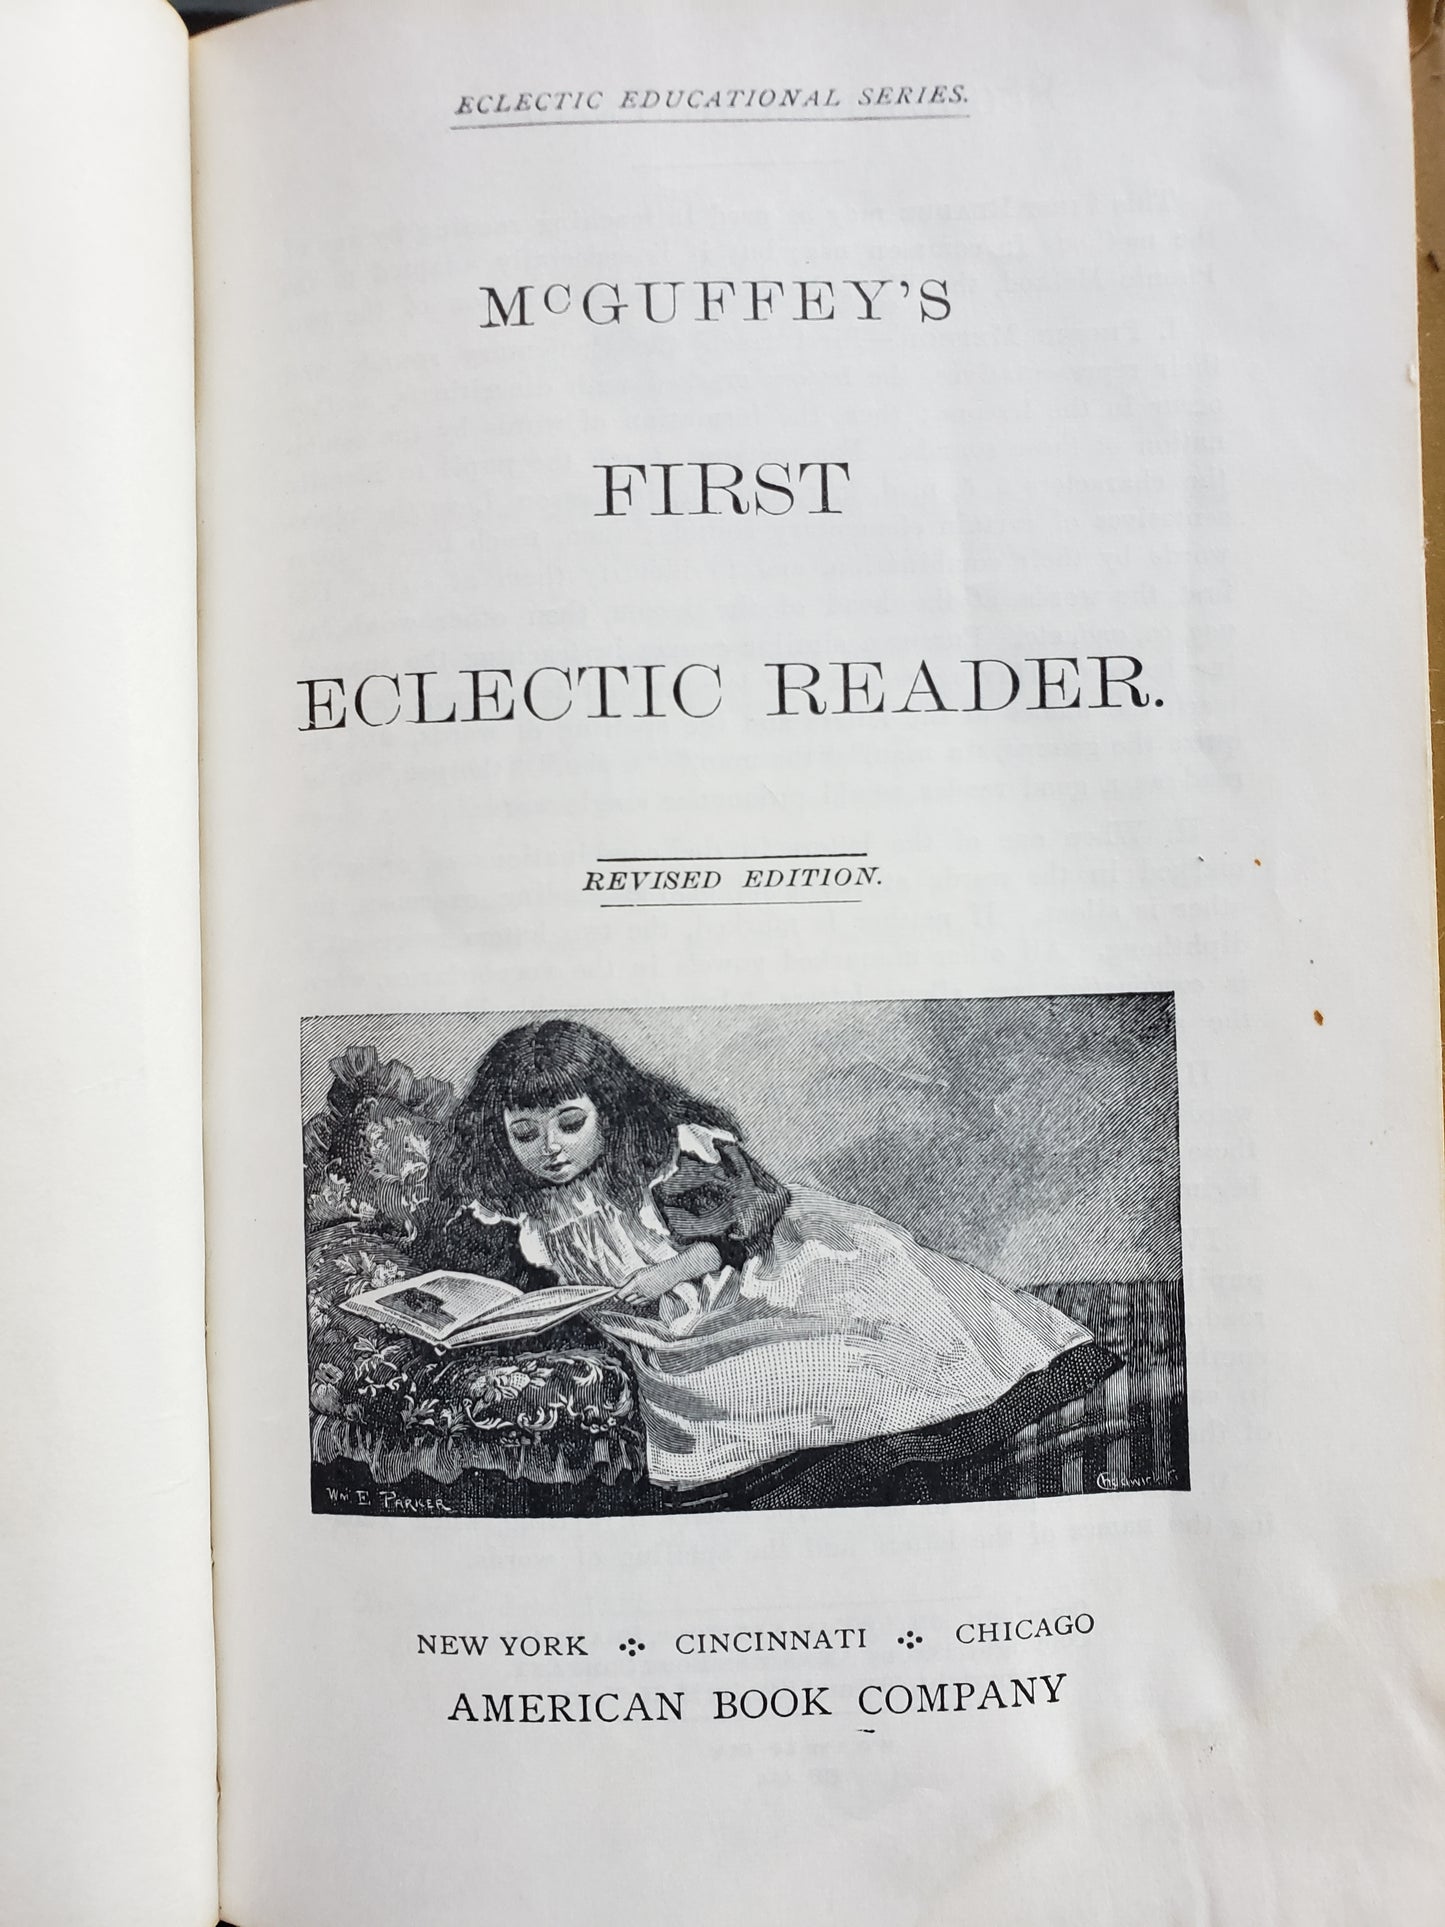 ECLECTIC EDUCATIONAL SERIES.
MCGUFFEY'S
FIRST
ECLECTIC READER.
REVISED EDITION.
WM E PARKER
NEW YORK CINCINNATI CHICAGO
AMERICAN BOOK COMPANY